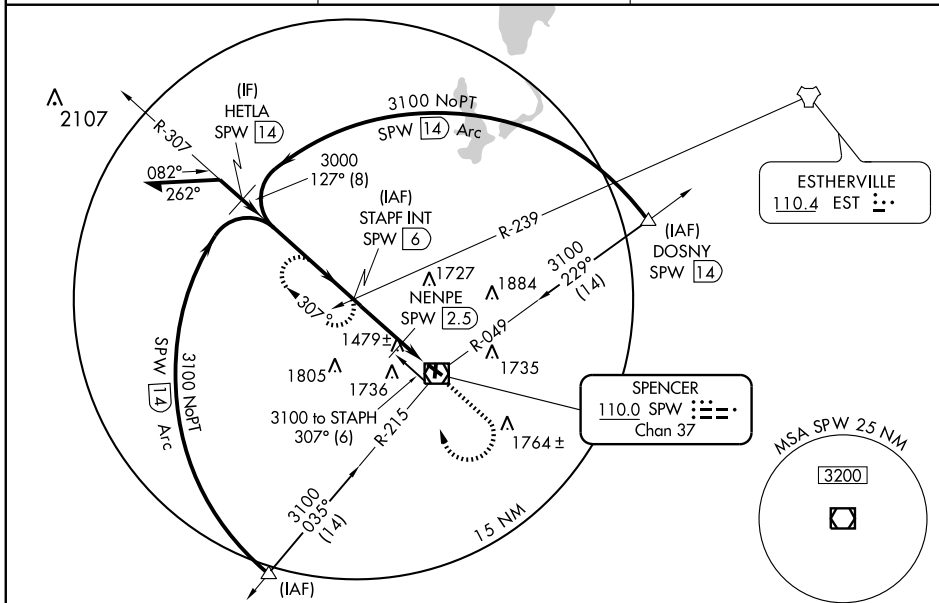 2107
R-307
(IF)
HETLA
SPW 14
3100 NoPT
SPW 14 Arc
082°
262°
3000
127° (8)
(IAF)
STAPF INT
SPW 6
R-239
ESTHERVILLE
110.4 EST
(IAF)
DOSNY
SPW 14
3100
229°
(14)
R-049
307°
1727
1884
NENPE
SPW 2.5
1479±
1735
1805
1736
3100 to STAPH
307° (6)
R-215
SPENCER
110.0 SPW
Chan 37
1764±
3100 NoPT
SPW 14 Arc
3100
035°
(14)
(IAF)
15 NM
MSA SPW 25 NM
3200